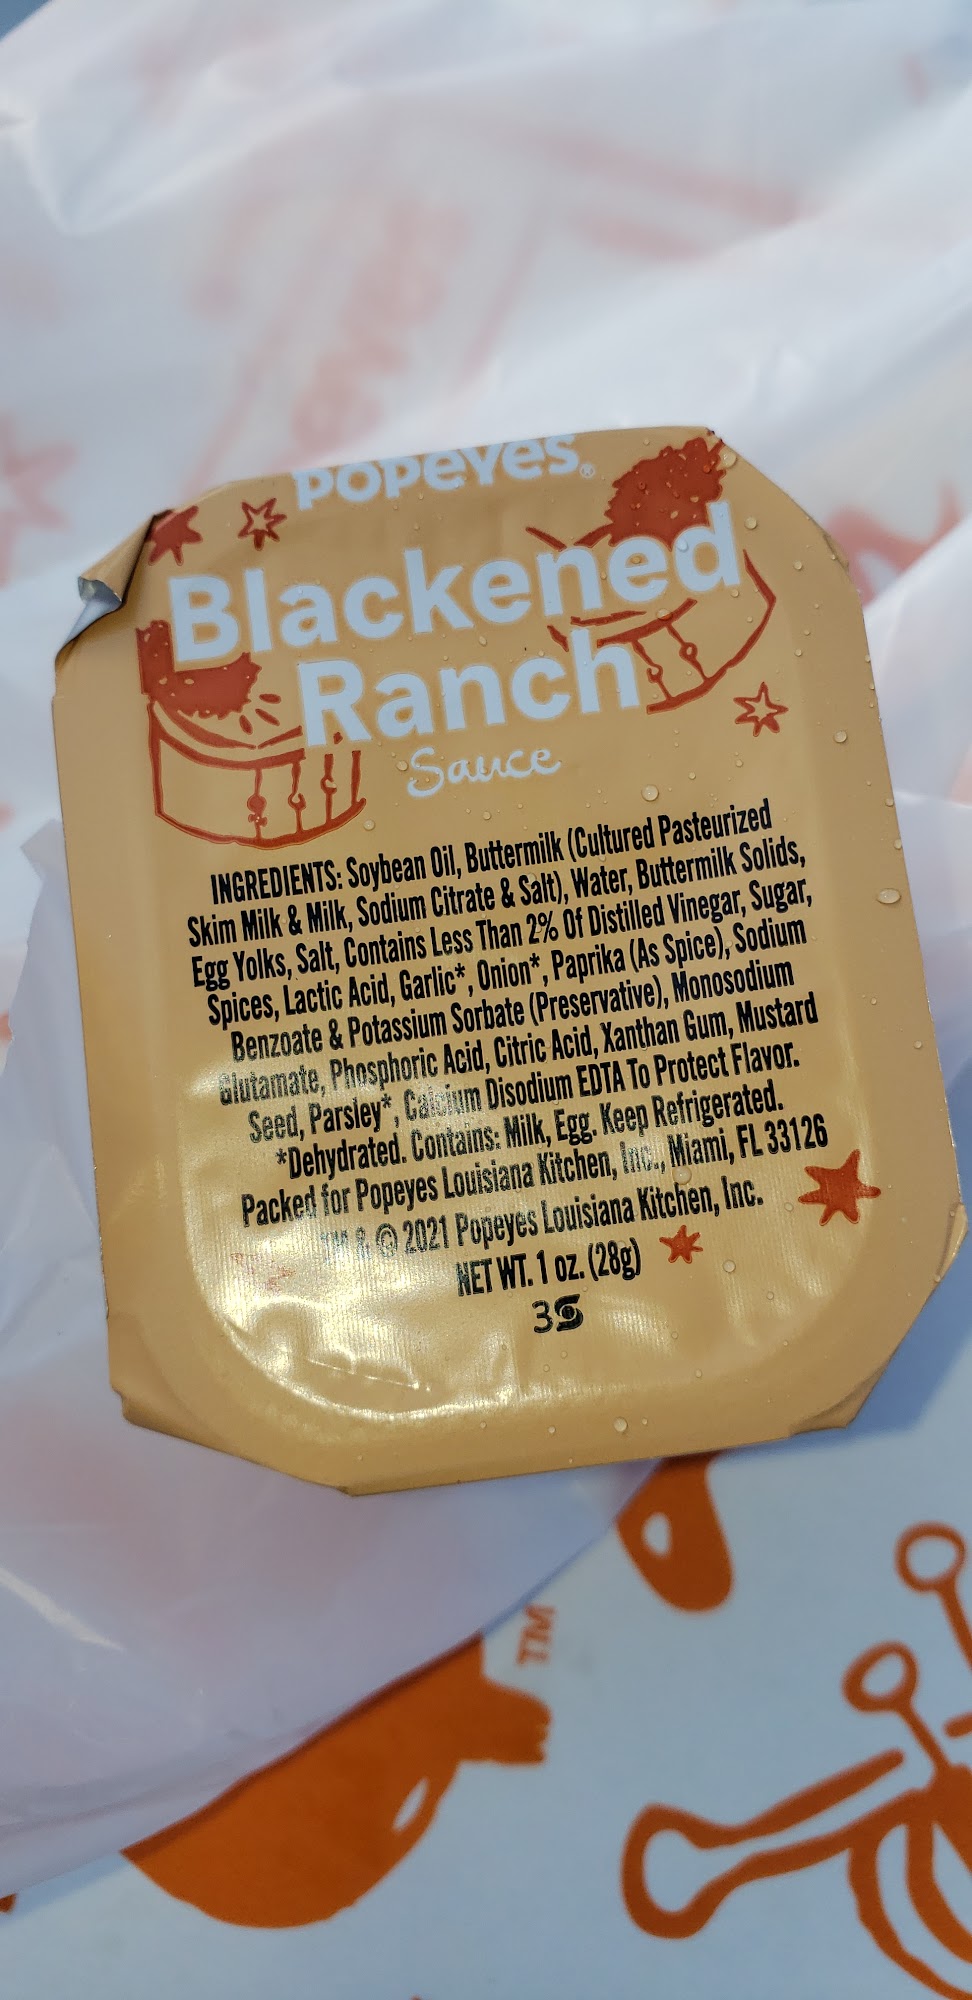 POPEYES®
Blackened
Ranch
Sauce
INGREDIENTS: Soybean Oil, Buttermilk (Cultured Pasteurized
Skim Milk & Milk, Sodium Citrate & Salt), Water, Buttermilk Solids,
Egg Yolks, Salt, Contains Less Than 2% Of Distilled Vinegar, Sugar,
Spices, Lactic Acid, Garlic*, Onion*, Paprika (As Spice), Sodium
Benzoate & Potassium Sorbate (Preservative), Monosodium
Glutamate, Phosphoric Acid, Citric Acid, Xanthan Gum, Mustard
Seed, Parsley*, Calcium Disodium EDTA To Protect Flavor.
*Dehydrated. Contains: Milk, Egg. Keep Refrigerated.
Packed for Popeyes Louisiana Kitchen, Inc., Miami, FL 33126
TM & © 2021 Popeyes Louisiana Kitchen, Inc.
NET WT. 1 oz. (28g)
3
TM